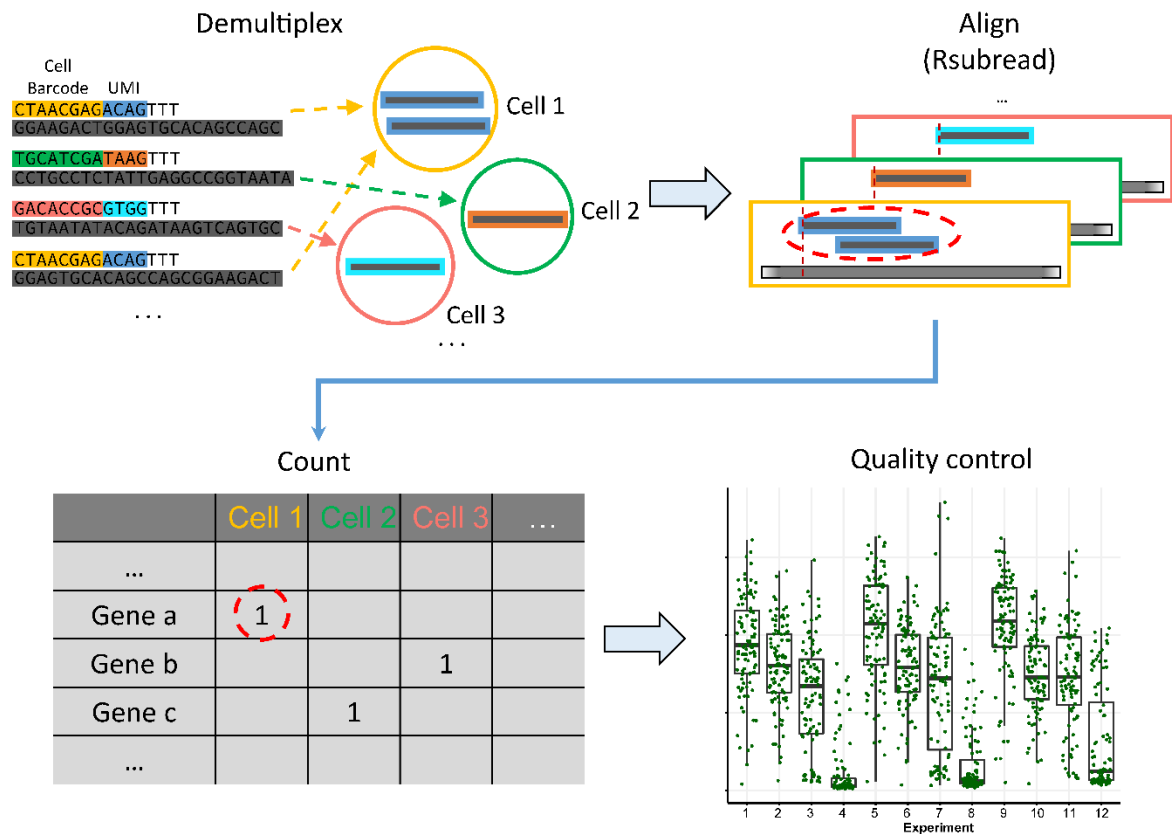 Demultiplex
Cell
Barcode UMI
CTAACGAGACAGTTT
GGAAGACTGGAGTGCACAGCCAGC
TGCATCGATAAGTTT
CCTGCCTCTATTGAGGCCGGTAATA
GACACCGCGTGGTTT
TGTAATATACAGATAAGTCAGTGC
CTAACGAGACAGTTT
GGAGTGCACAGCCAGCGGAAGACT
...
Cell 1
Cell 2
Cell 3
...
Align
(Rsubread)
...
Count
Cell 1 Cell 2 Cell 3 ...
...
Gene a 1
Gene b 1
Gene c 1
...
Quality control
1 2 3 4 5 6 7 8 9 10 11 12
Experiment